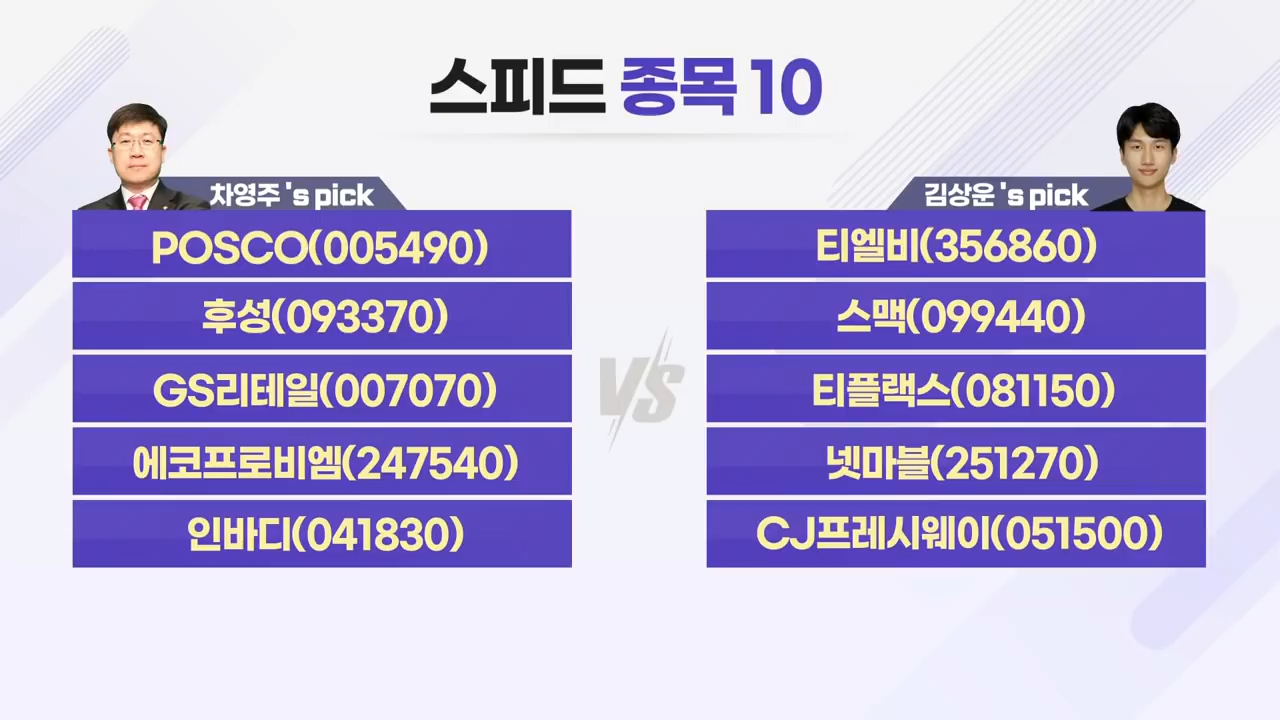 스피드 종목 10
차영주 's pick
POSCO(005490)
후성(093370)
GS리테일(007070)
에코프로비엠(247540)
인바디(041830)
VS
김상운 's pick
티엘비(356860)
스맥(099440)
티플랙스(081150)
넷마블(251270)
CJ프레시웨이(051500)